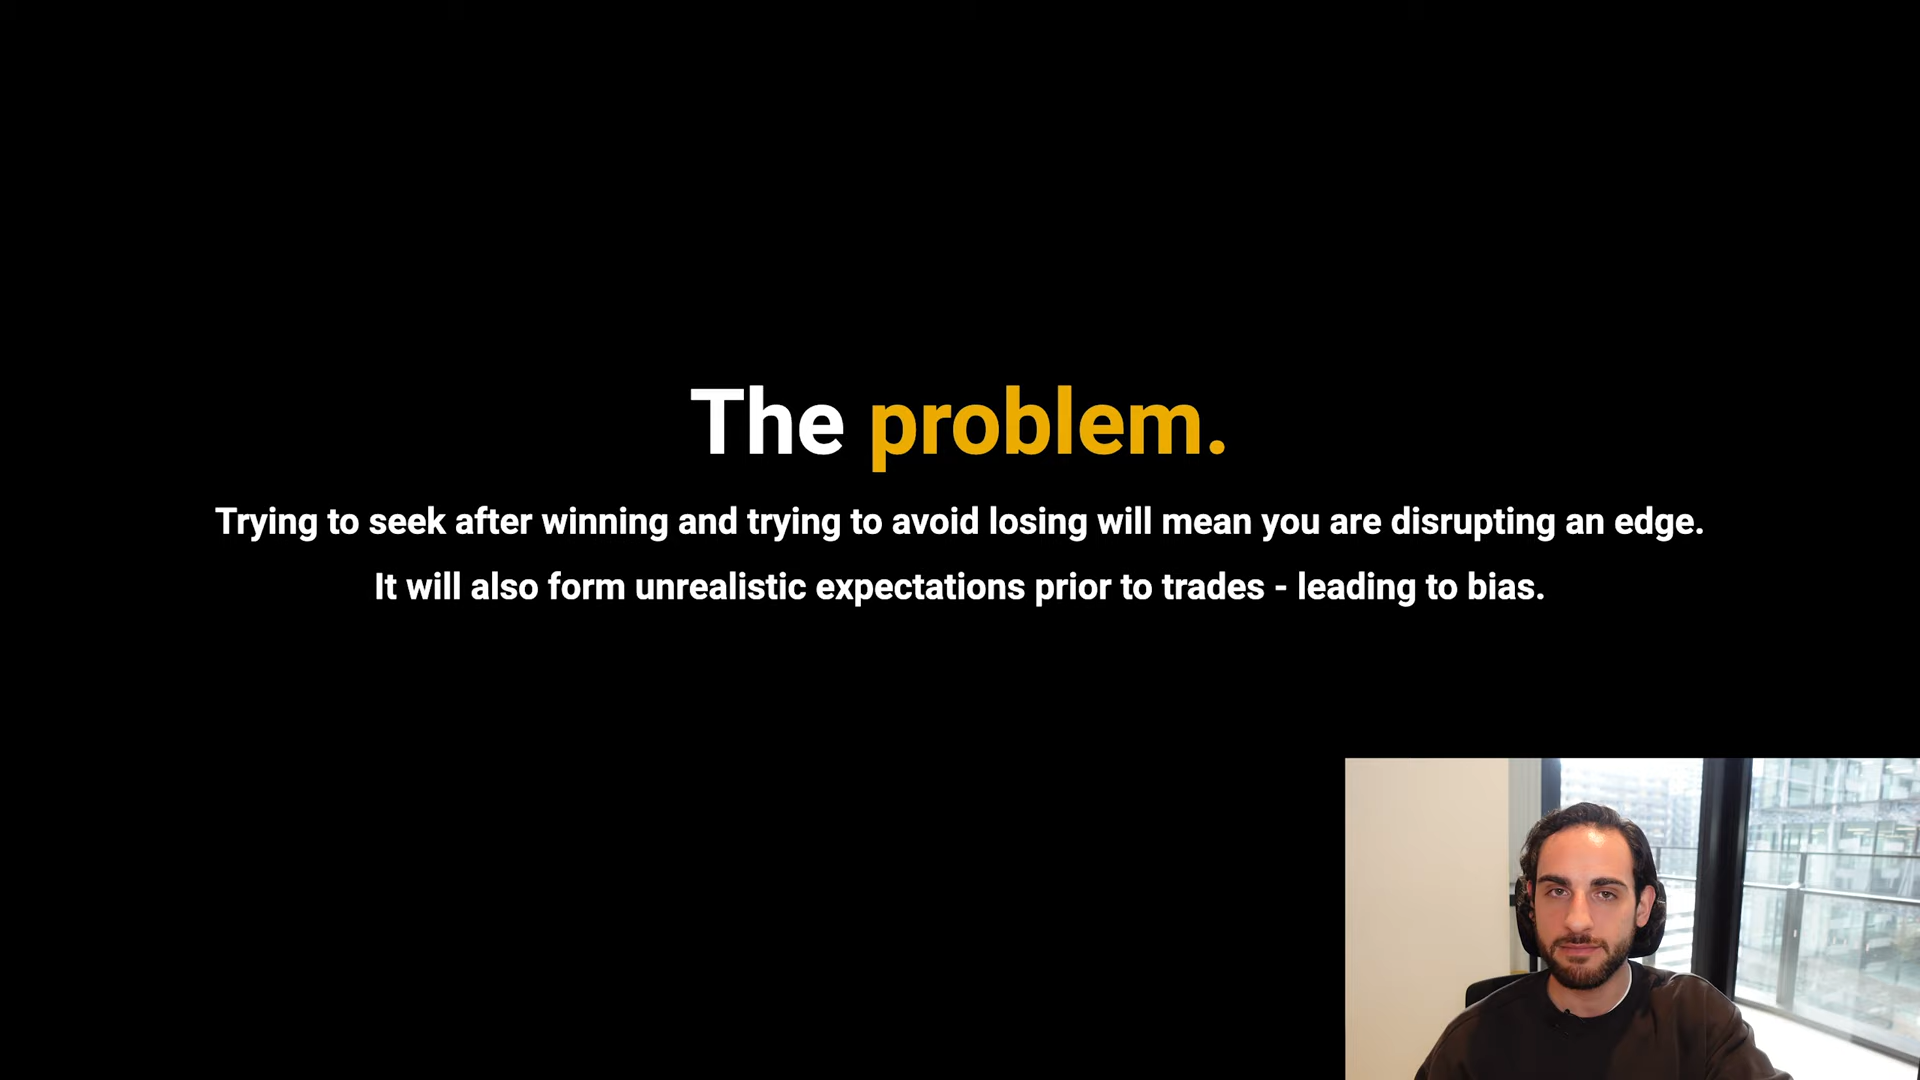 The problem.
Trying to seek after winning and trying to avoid losing will mean you are disrupting an edge.
It will also form unrealistic expectations prior to trades - leading to bias.